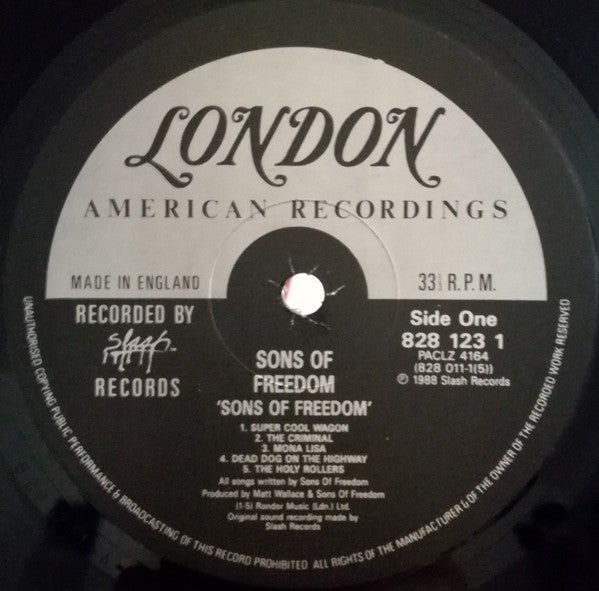 LONDON
AMERICAN RECORDINGS
MADE IN ENGLAND
33⅓ R.P.M.
RECORDED BY
Slash
RECORDS
Side One
828 123 1
PACLZ 4164
(828 011-1(5))
℗ 1988 Slash Records
SONS OF
FREEDOM
'SONS OF FREEDOM'
1. SUPER COOL WAGON
2. THE CRIMINAL
3. MONA LISA
4. DEAD DOG ON THE HIGHWAY
5. THE HOLY ROLLERS
All songs written by Sons Of Freedom
Produced by Matt Wallace & Sons Of Freedom
(1-5) Rondor Music (Ldn.) Ltd.
Original sound recording made by
Slash Records
UNAUTHORISED COPYING PUBLIC PERFORMANCE & BROADCASTING OF THIS RECORD PROHIBITED ALL RIGHTS OF THE MANUFACTURER & OF THE OWNER OF THE RECORDED WORK RESERVED